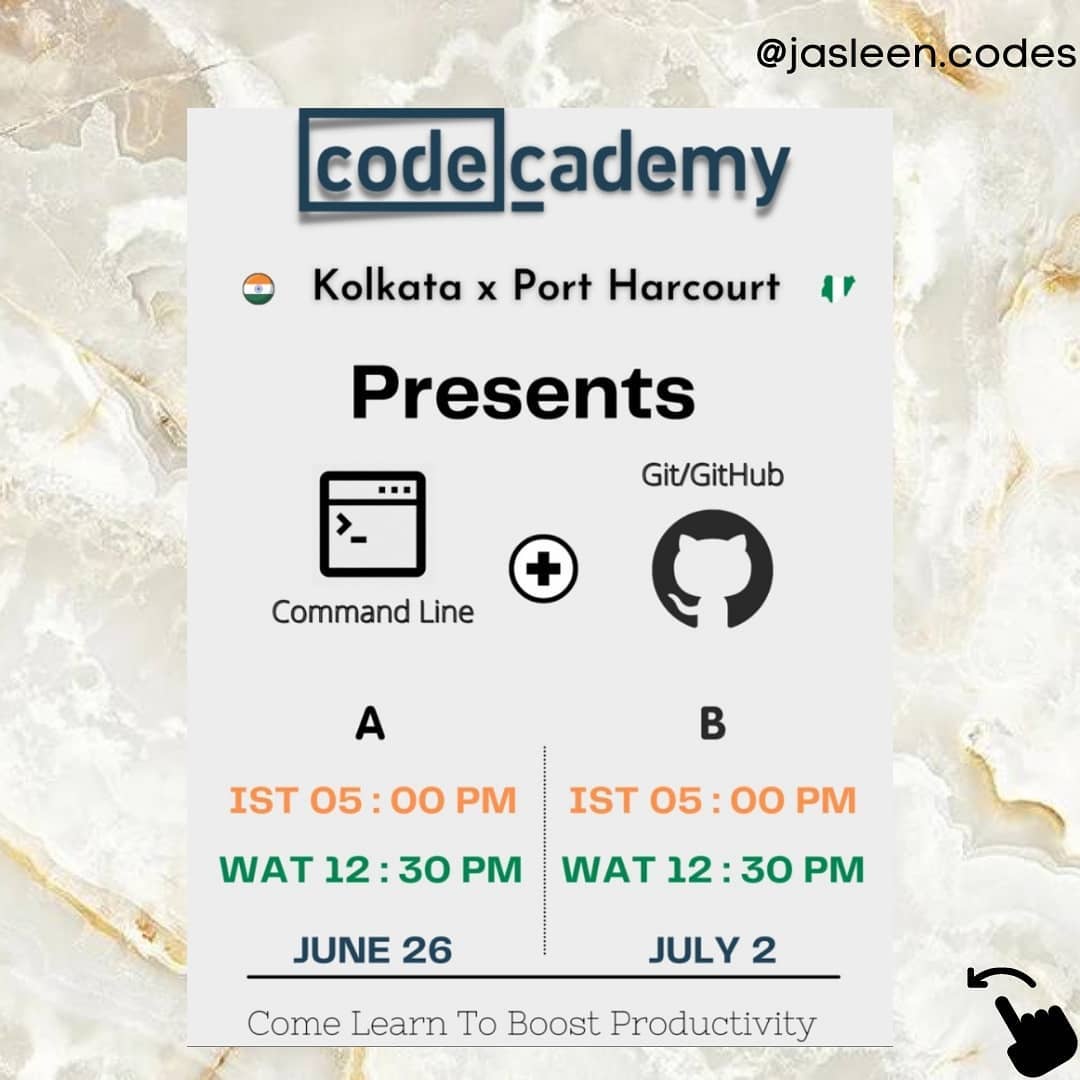 @jasleen.codes
codecademy
Kolkata x Port Harcourt
Presents
Git/GitHub
Command Line
A
B
IST 05 : 00 PM
IST 05 : 00 PM
WAT 12 : 30 PM
WAT 12 : 30 PM
JUNE 26
JULY 2
Come Learn To Boost Productivity